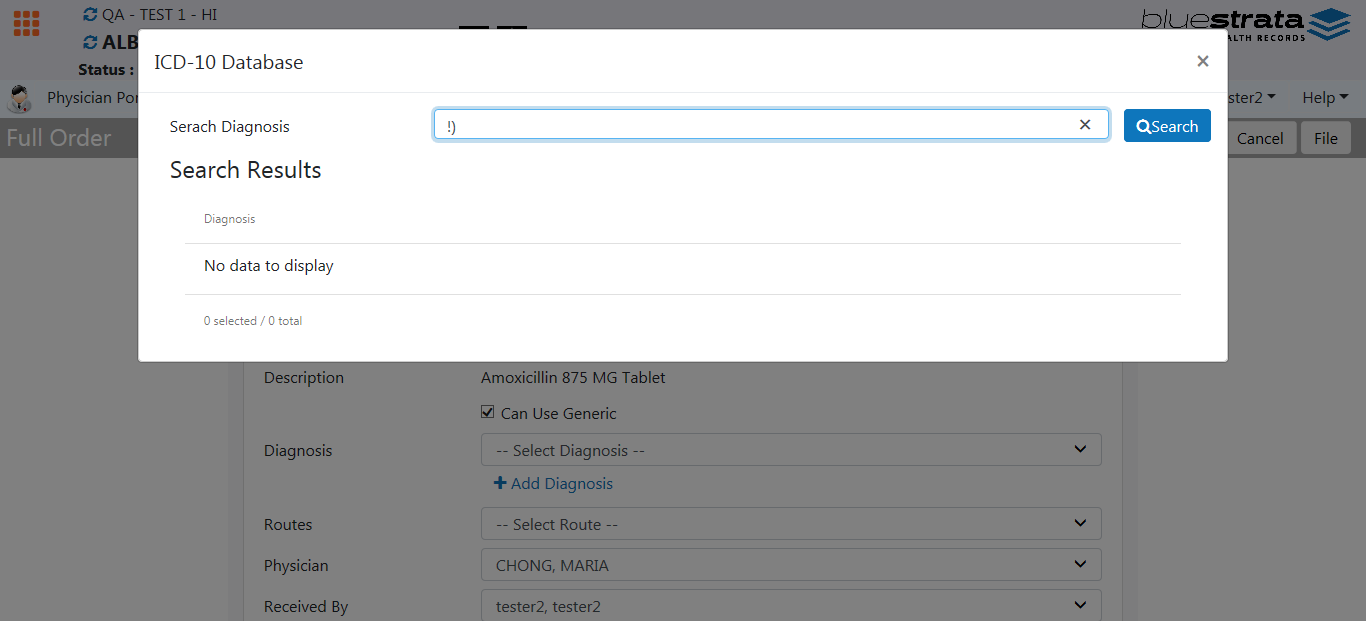 QA - TEST 1 - HI
ALB
Status :
bluestrata
ALTH RECORDS
Physician Por
ster2
Help
Full Order
Cancel
File
ICD-10 Database
×
Serach Diagnosis
!)
×
Search
Search Results
Diagnosis
No data to display
0 selected / 0 total
Description
Amoxicillin 875 MG Tablet
Can Use Generic
Diagnosis
-- Select Diagnosis --
+ Add Diagnosis
Routes
-- Select Route --
Physician
CHONG, MARIA
Received By
tester2, tester2